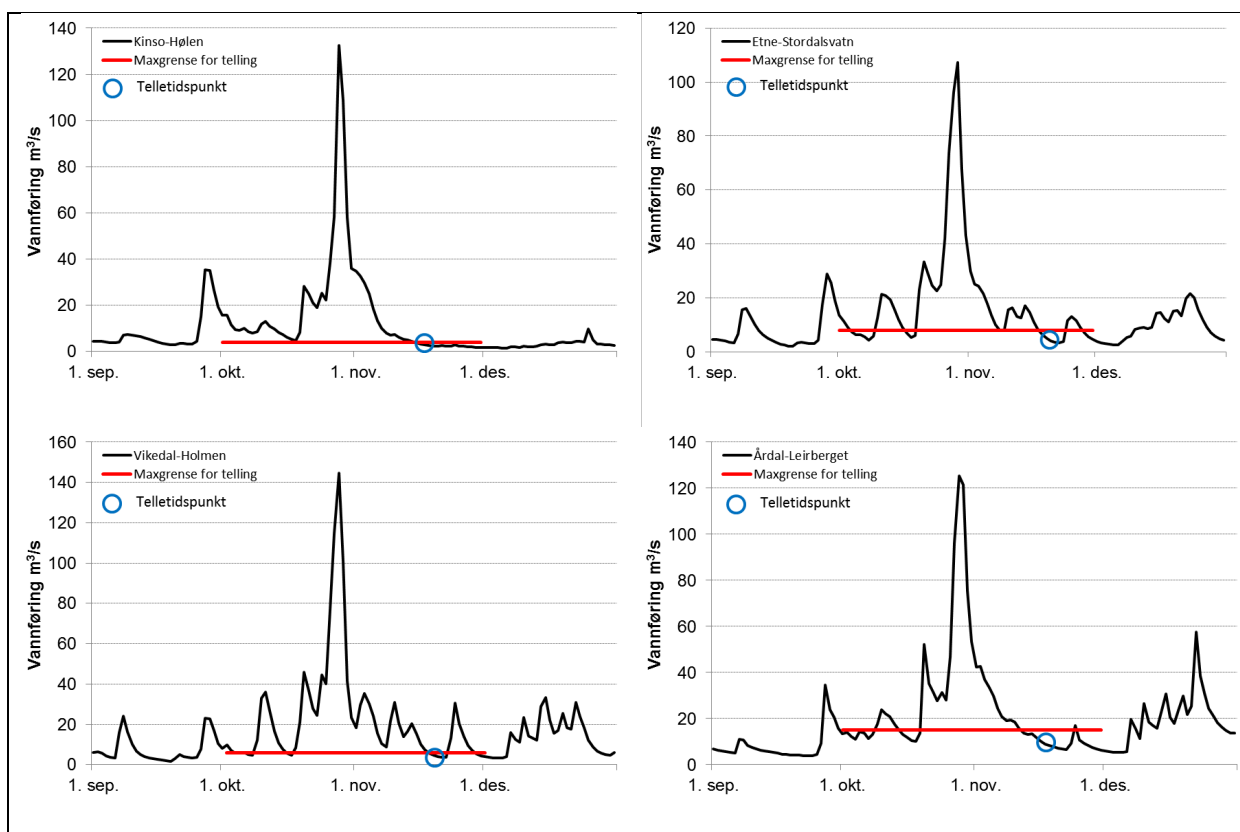 Vannføring m³/s
140
120
100
80
60
40
20
0
Kinso-Hølen
Maxgrense for telling
Telletidspunkt
1. sep.
1. okt.
1. nov.
1. des.
Vannføring m³/s
120
100
80
60
40
20
0
Etne-Stordalsvatn
Maxgrense for telling
Telletidspunkt
1. sep.
1. okt.
1. nov.
1. des.
Vannføring m³/s
160
140
120
100
80
60
40
20
0
Vikedal-Holmen
Maxgrense for telling
Telletidspunkt
1. sep.
1. okt.
1. nov.
1. des.
Vannføring m³/s
140
120
100
80
60
40
20
0
Årdal-Leirberget
Maxgrense for telling
Telletidspunkt
1. sep.
1. okt.
1. nov.
1. des.